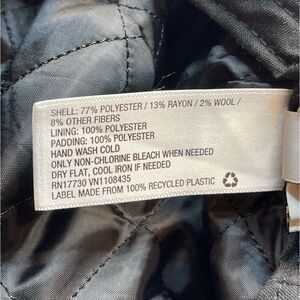 SHELL: 77% POLYESTER / 13% RAYON / 2% WOOL /
8% OTHER FIBERS
LINING: 100% POLYESTER
PADDING: 100% POLYESTER
HAND WASH COLD
ONLY NON-CHLORINE BLEACH WHEN NEEDED
DRY FLAT, COOL IRON IF NEEDED
RN17730 VN1108435
LABEL MADE FROM 100% RECYCLED PLASTIC